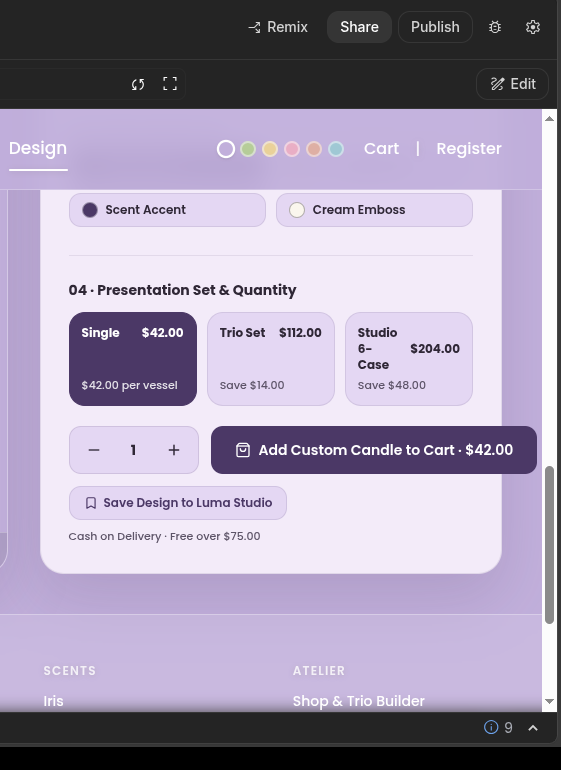 Remix Share Publish
Edit
Design Cart | Register
Scent Accent Cream Emboss
04 · Presentation Set & Quantity
Single $42.00
$42.00 per vessel
Trio Set $112.00
Save $14.00
Studio
6-
Case
$204.00
Save $48.00
− 1 +
Add Custom Candle to Cart · $42.00
Save Design to Luma Studio
Cash on Delivery · Free over $75.00
SCENTS ATELIER
Iris Shop & Trio Builder
9